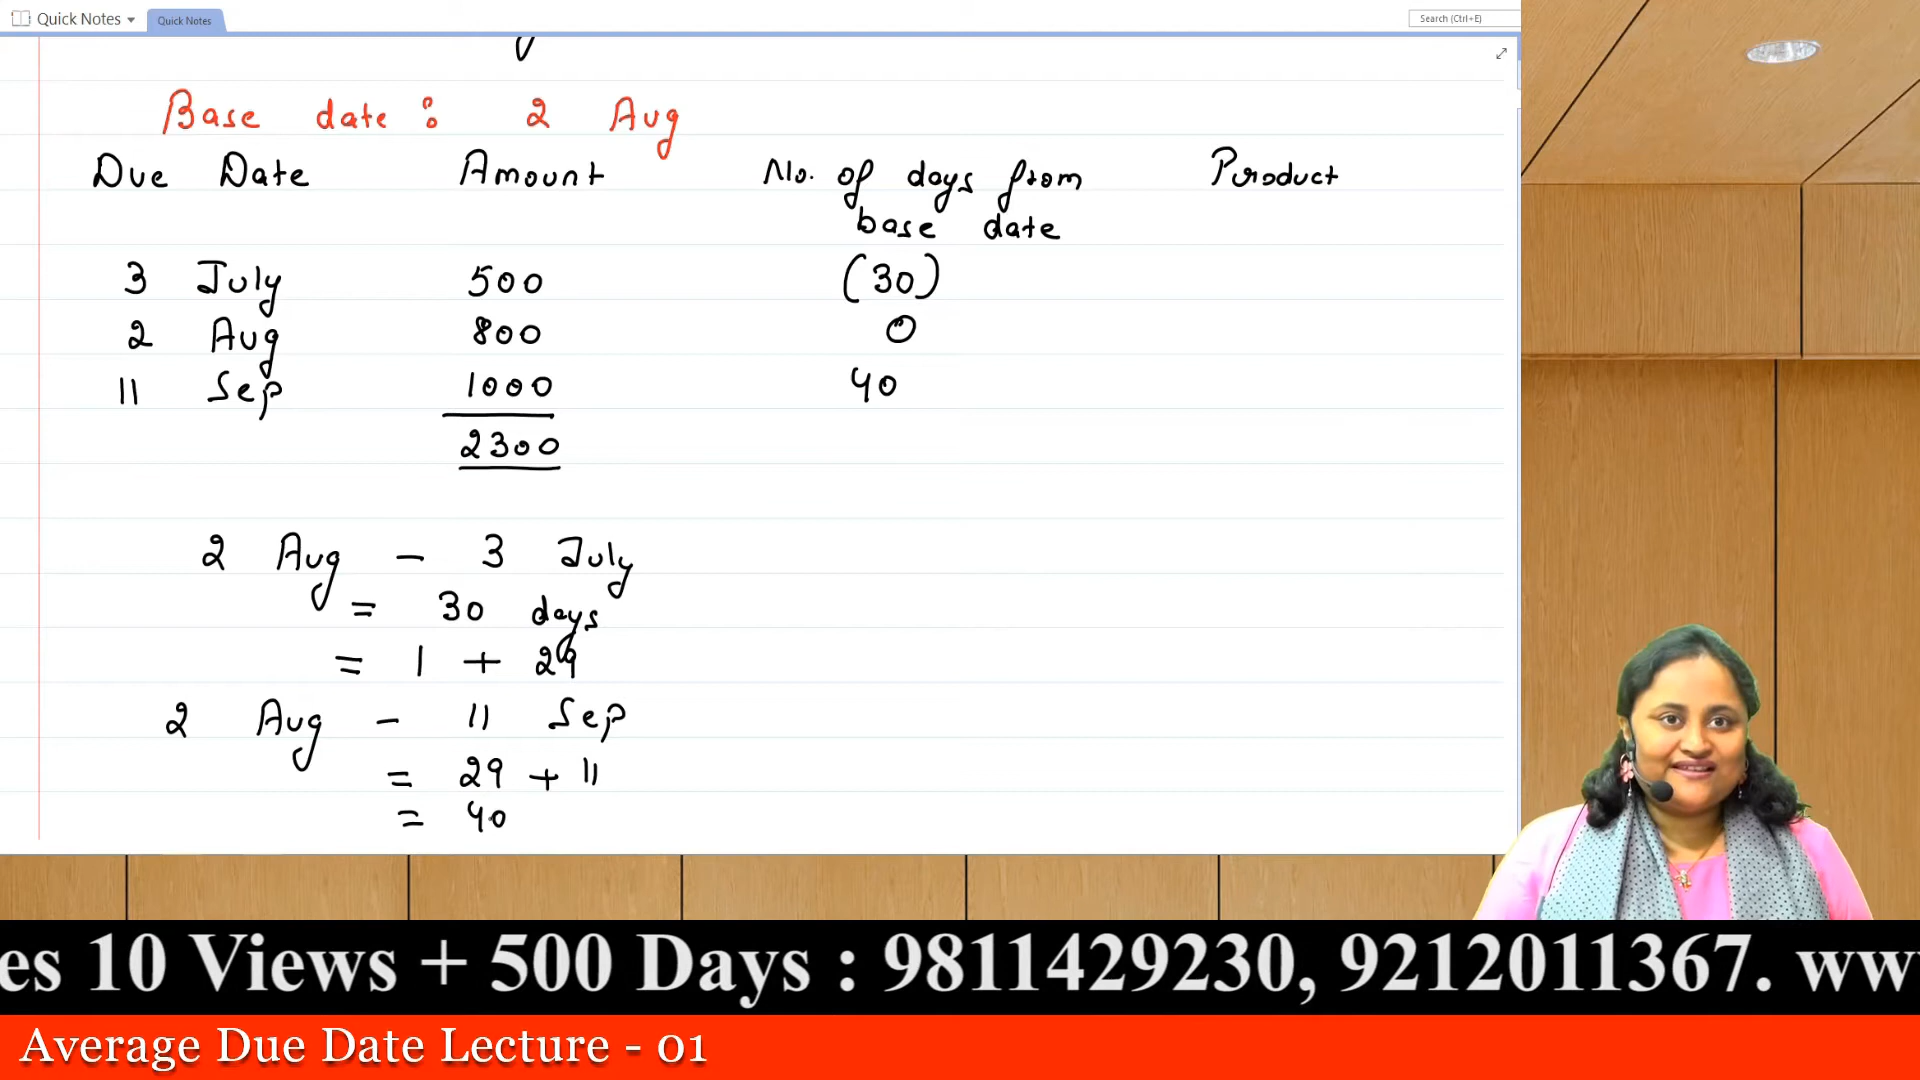 Quick Notes
Quick Notes
Search (Ctrl+E)
Base date : 2 Aug
Due Date Amount No. of days from base date Product
3 July 500 (30)
2 Aug 800 0
11 Sep 1000 40
2300
2 Aug - 3 July
= 30 days
= 1 + 29
2 Aug - 11 Sep
= 29 + 11
= 40
es 10 Views + 500 Days : 9811429230, 9212011367. ww
Average Due Date Lecture - 01